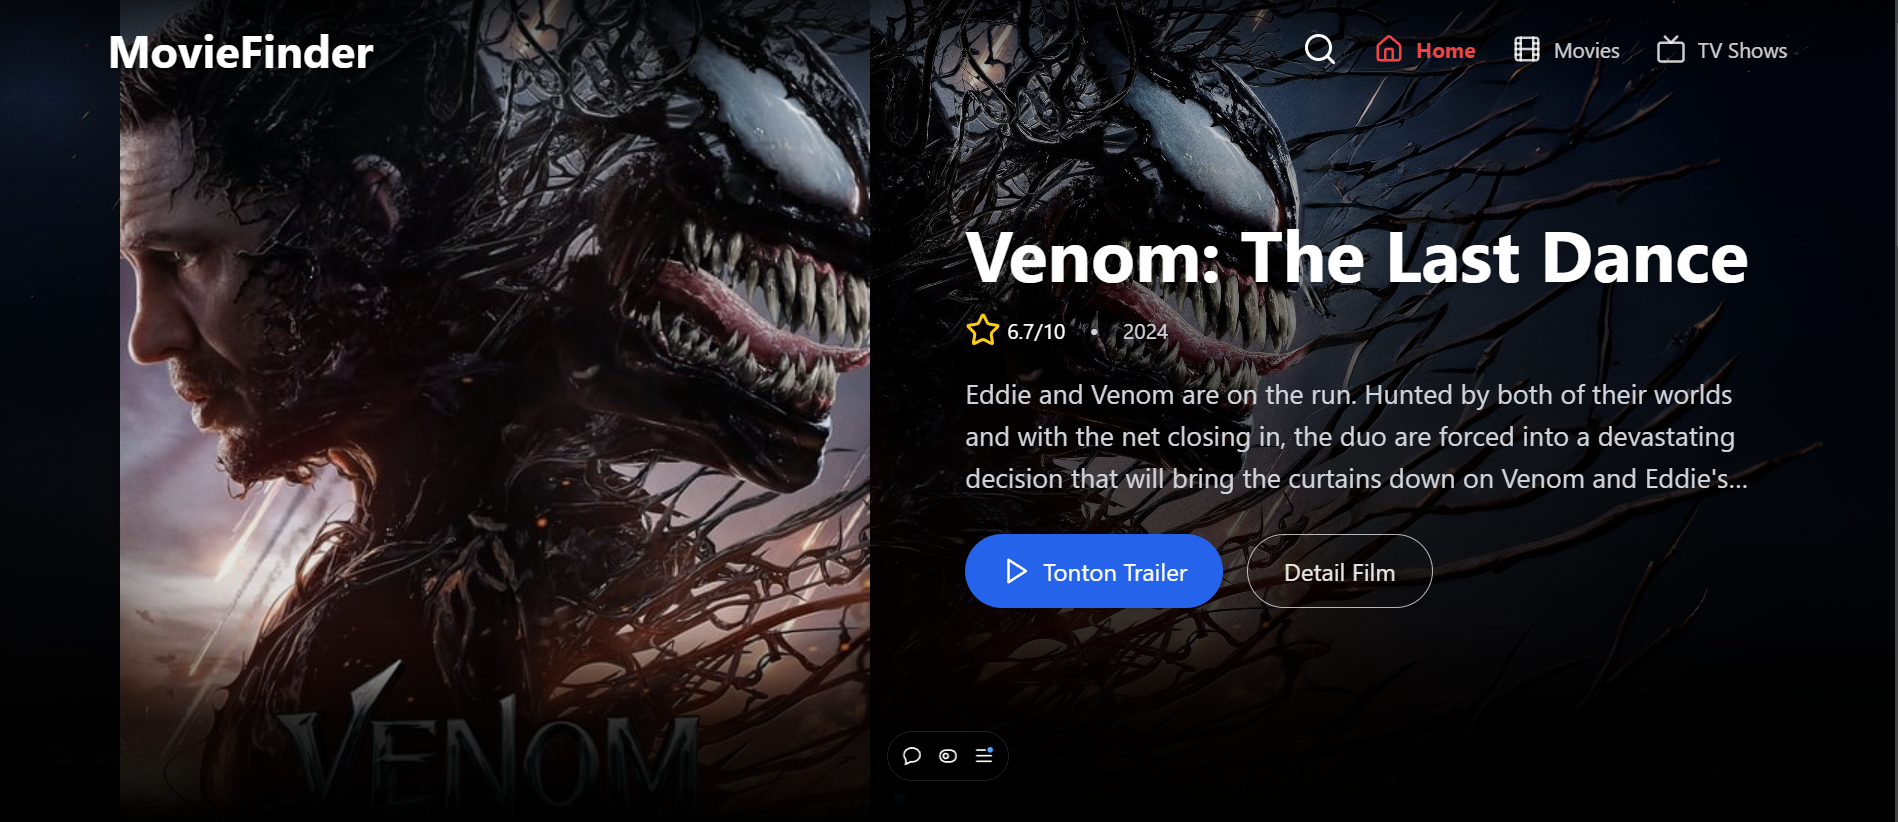 MovieFinder
Home
Movies
TV Shows
Venom: The Last Dance
6.7/10 • 2024
Eddie and Venom are on the run. Hunted by both of their worlds
and with the net closing in, the duo are forced into a devastating
decision that will bring the curtains down on Venom and Eddie's...
Tonton Trailer
Detail Film
VENOM